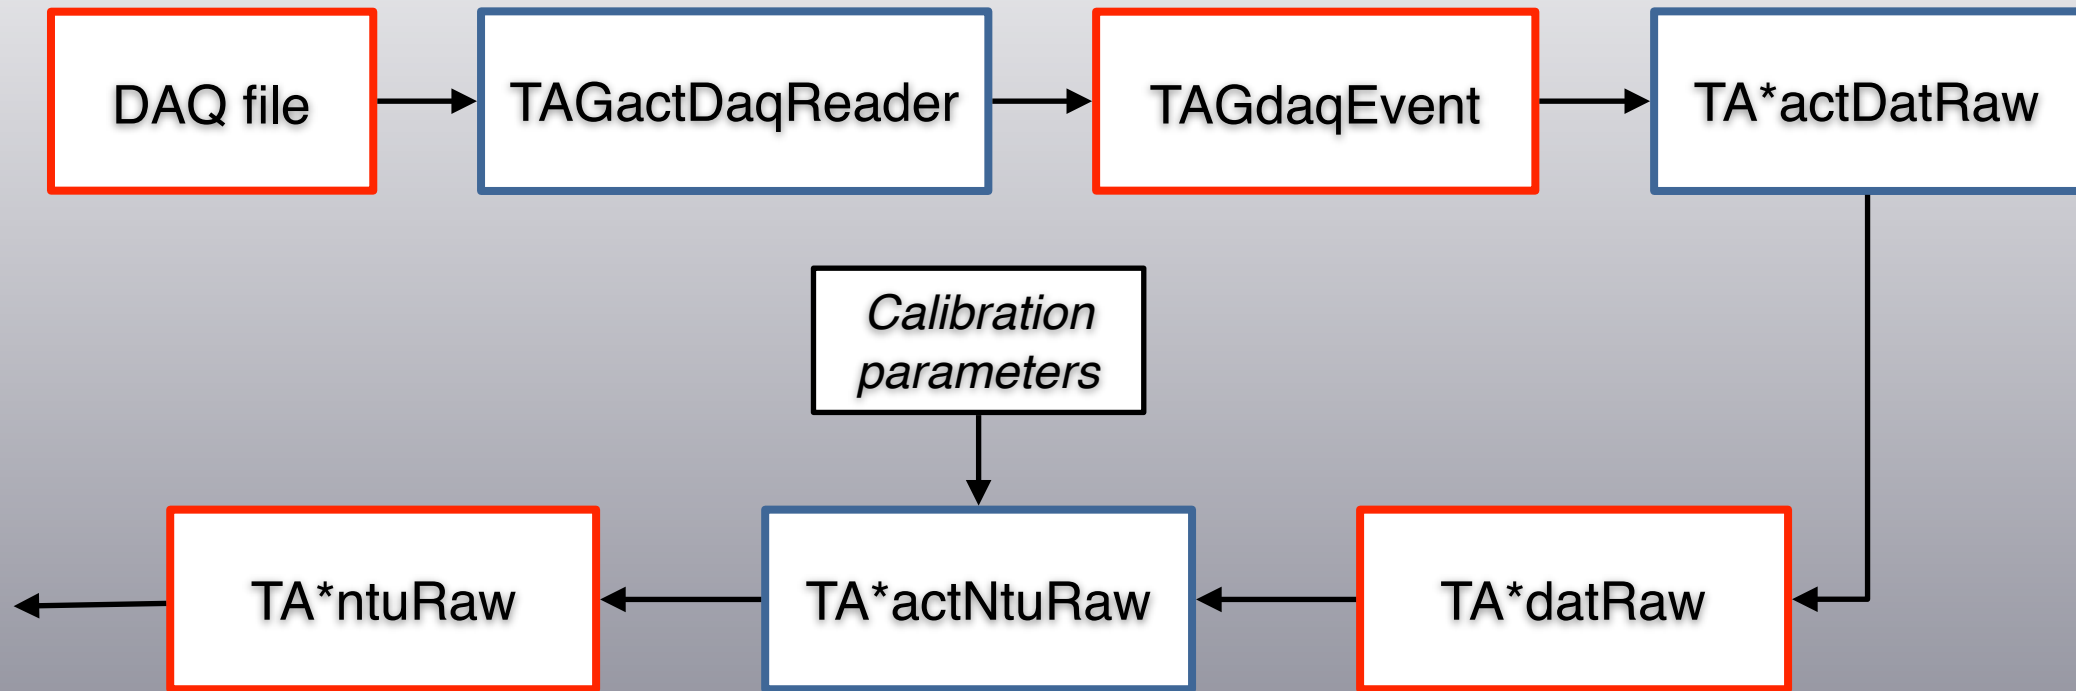 DAQ file
TAGactDaqReader
TAGdaqEvent
TA*actDatRaw
Calibration
parameters
TA*ntuRaw
TA*actNtuRaw
TA*datRaw